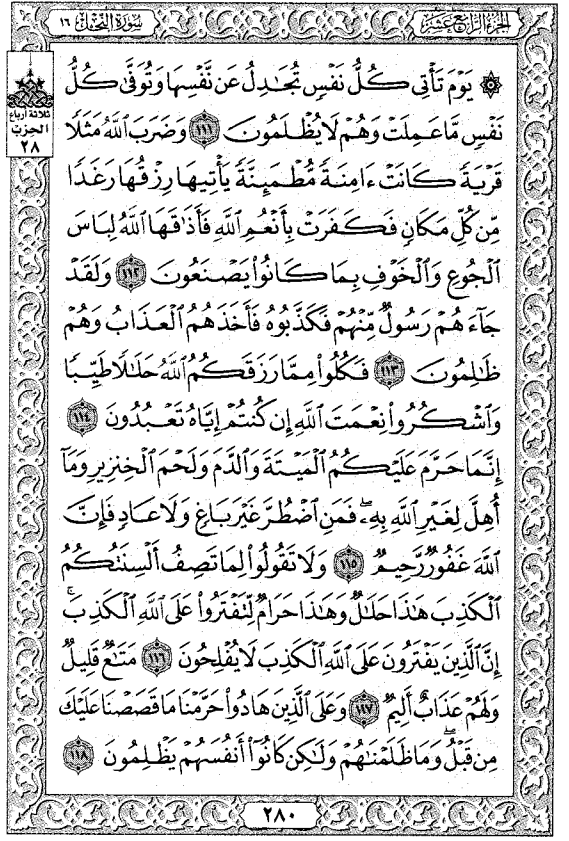 الجزء الرابع عشر
سورة النحل ١٦
۞ يَوْمَ تَأْتِى كُلُّ نَفْسٍ تُجَٰدِلُ عَن نَّفْسِهَا وَتُوَفَّىٰ كُلُّ
نَفْسٍ مَّا عَمِلَتْ وَهُمْ لَا يُظْلَمُونَ ١١١ وَضَرَبَ ٱللَّهُ مَثَلًا
قَرْيَةً كَانَتْ ءَامِنَةً مُّطْمَئِنَّةً يَأْتِيهَا رِزْقُهَا رَغَدًا
مِّن كُلِّ مَكَانٍ فَكَفَرَتْ بِأَنْعُمِ ٱللَّهِ فَأَذَٰقَهَا ٱللَّهُ لِبَاسَ
ٱلْجُوعِ وَٱلْخَوْفِ بِمَا كَانُوا۟ يَصْنَعُونَ ١١٢ وَلَقَدْ
جَآءَهُمْ رَسُولٌ مِّنْهُمْ فَكَذَّبُوهُ فَأَخَذَهُمُ ٱلْعَذَابُ وَهُمْ
ظَٰلِمُونَ ١١٣ فَكُلُوا۟ مِمَّا رَزَقَكُمُ ٱللَّهُ حَلَٰلًا طَيِّبًا
وَٱشْكُرُوا۟ نِعْمَتَ ٱللَّهِ إِن كُنتُمْ إِيَّاهُ تَعْبُدُونَ ١١٤
إِنَّمَا حَرَّمَ عَلَيْكُمُ ٱلْمَيْتَةَ وَٱلدَّمَ وَلَحْمَ ٱلْخِنزِيرِ وَمَآ
أُهِلَّ لِغَيْرِ ٱللَّهِ بِهِۦ ۖ فَمَنِ ٱضْطُرَّ غَيْرَ بَاغٍ وَلَا عَادٍ فَإِنَّ
ٱللَّهَ غَفُورٌ رَّحِيمٌ ١١٥ وَلَا تَقُولُوا۟ لِمَا تَصِفُ أَلْسِنَتُكُمُ
ٱلْكَذِبَ هَٰذَا حَلَٰلٌ وَهَٰذَا حَرَامٌ لِّتَفْتَرُوا۟ عَلَى ٱللَّهِ ٱلْكَذِبَ ۚ
إِنَّ ٱلَّذِينَ يَفْتَرُونَ عَلَى ٱللَّهِ ٱلْكَذِبَ لَا يُفْلِحُونَ ١١٦ مَتَٰعٌ قَلِيلٌ
وَلَهُمْ عَذَابٌ أَلِيمٌ ١١٧ وَعَلَى ٱلَّذِينَ هَادُوا۟ حَرَّمْنَا مَا قَصَصْنَا عَلَيْكَ
مِن قَبْلُ ۖ وَمَا ظَلَمْنَٰهُمْ وَلَٰكِن كَانُوٓا۟ أَنفُسَهُمْ يَظْلِمُونَ ١١٨
ثلاثة أرباع
الحزب
٢٨
٢٨٠